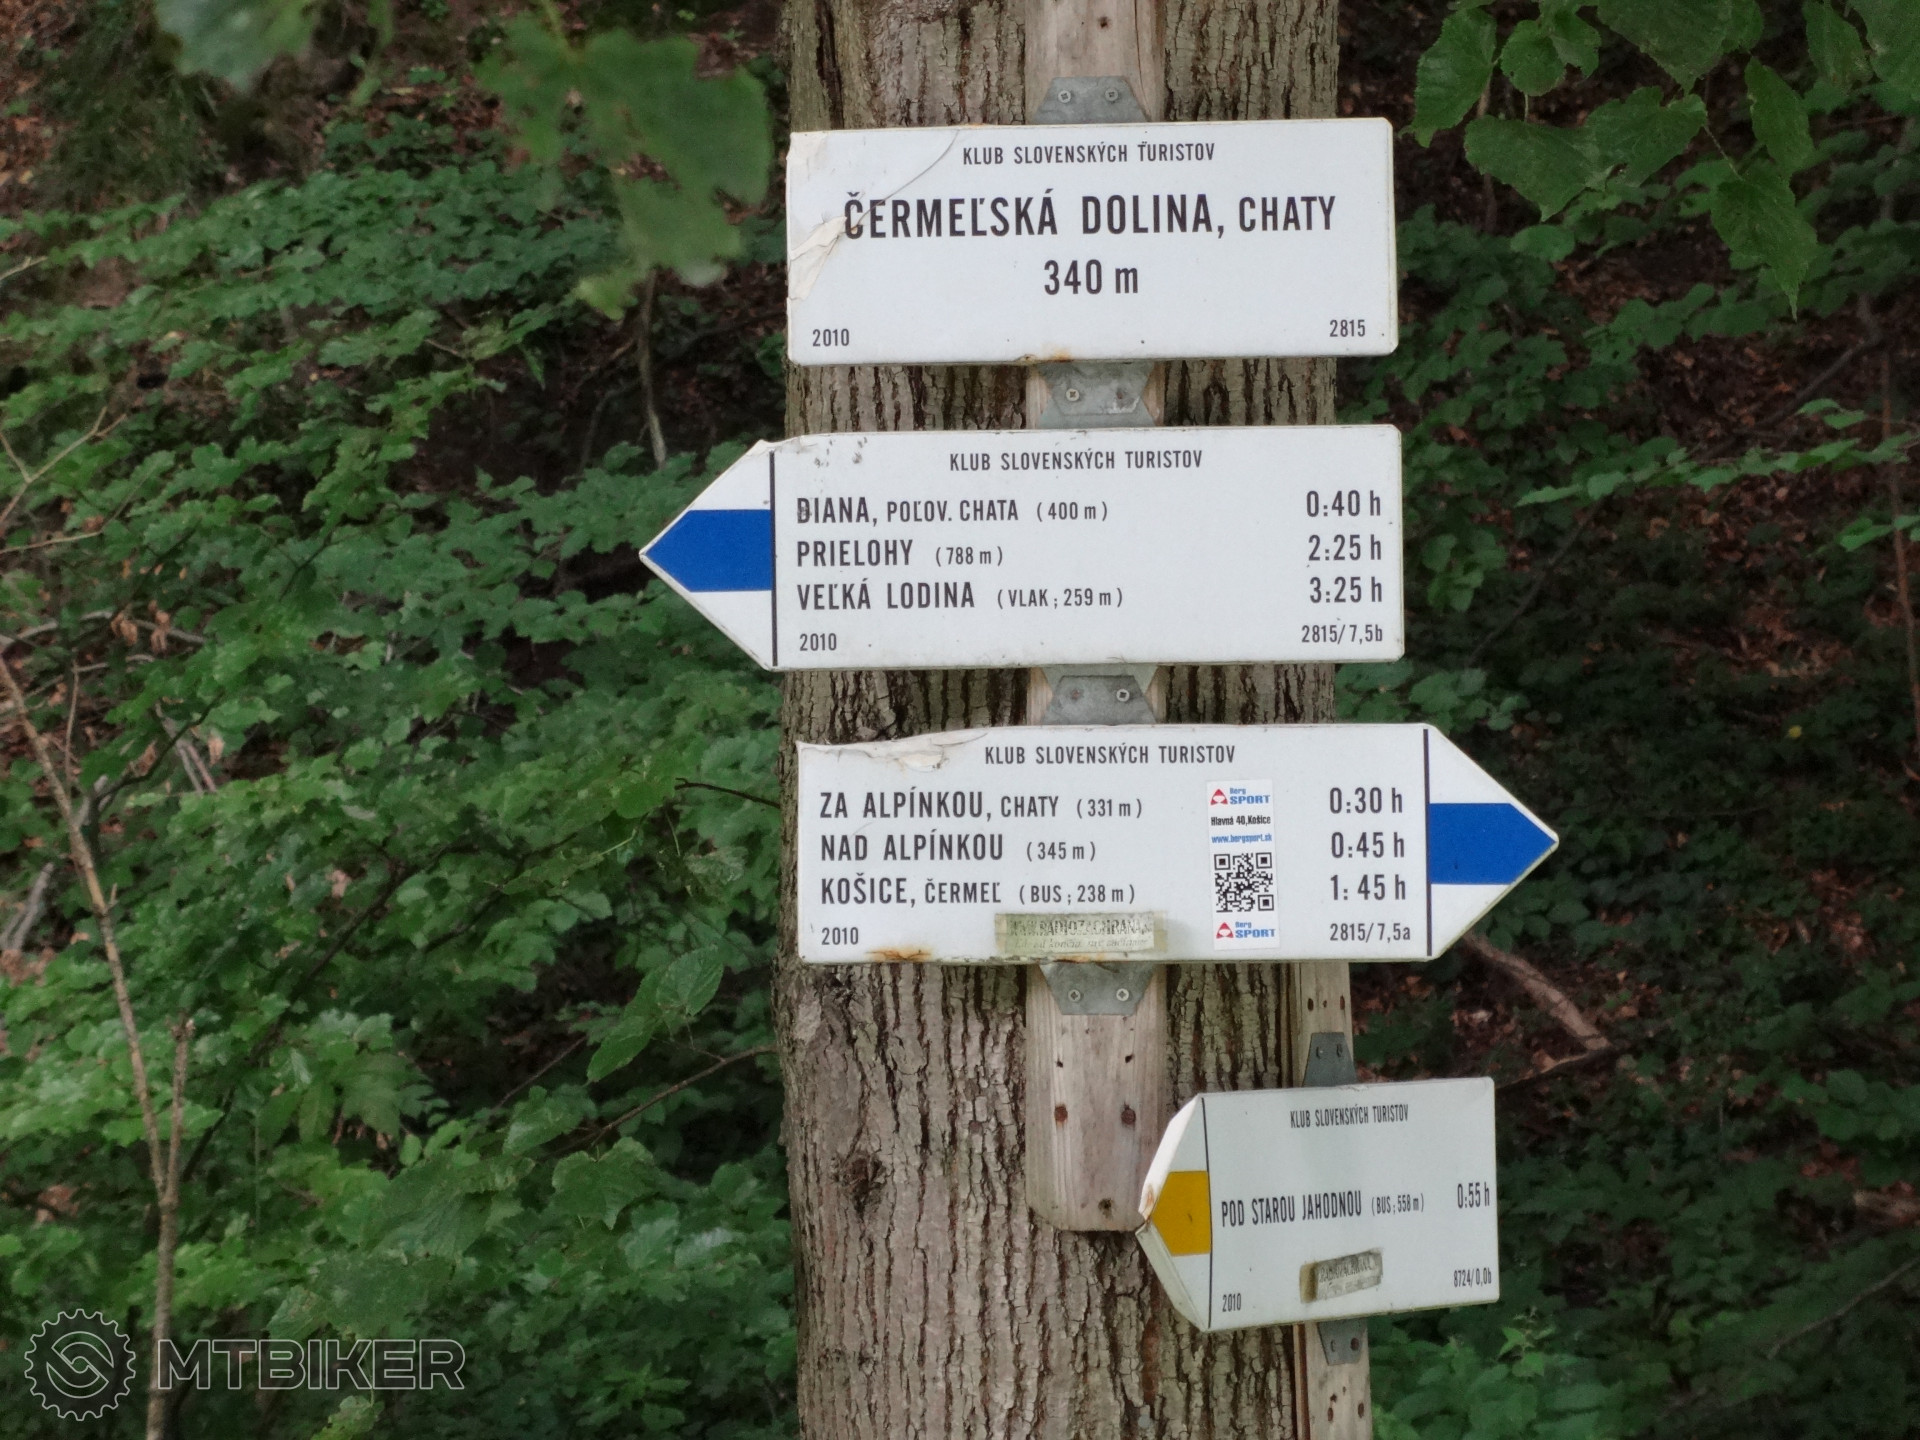 KLUB SLOVENSKÝCH TURISTOV
ČERMEĽSKÁ DOLINA, CHATY
340 m
2010 2815
KLUB SLOVENSKÝCH TURISTOV
DIANA, POĽOV. CHATA (400 m) 0:40 h
PRIELOHY (788 m) 2:25 h
VEĽKÁ LODINA (VLAK; 259 m) 3:25 h
2010 2815/7,5b
KLUB SLOVENSKÝCH TURISTOV
ZA ALPÍNKOU, CHATY (331 m) 0:30 h
NAD ALPÍNKOU (345 m) 0:45 h
KOŠICE, ČERMEĽ (BUS; 238 m) 1:45 h
2010 2815/7,5a
Berg
SPORT
Hlavná 40, Košice
www.bergsport.sk
Berg
SPORT
KLUB SLOVENSKÝCH TURISTOV
POD STAROU JAHODNOU (BUS; 558 m) 0:55 h
2010 8724/0,0b
MTBIKER